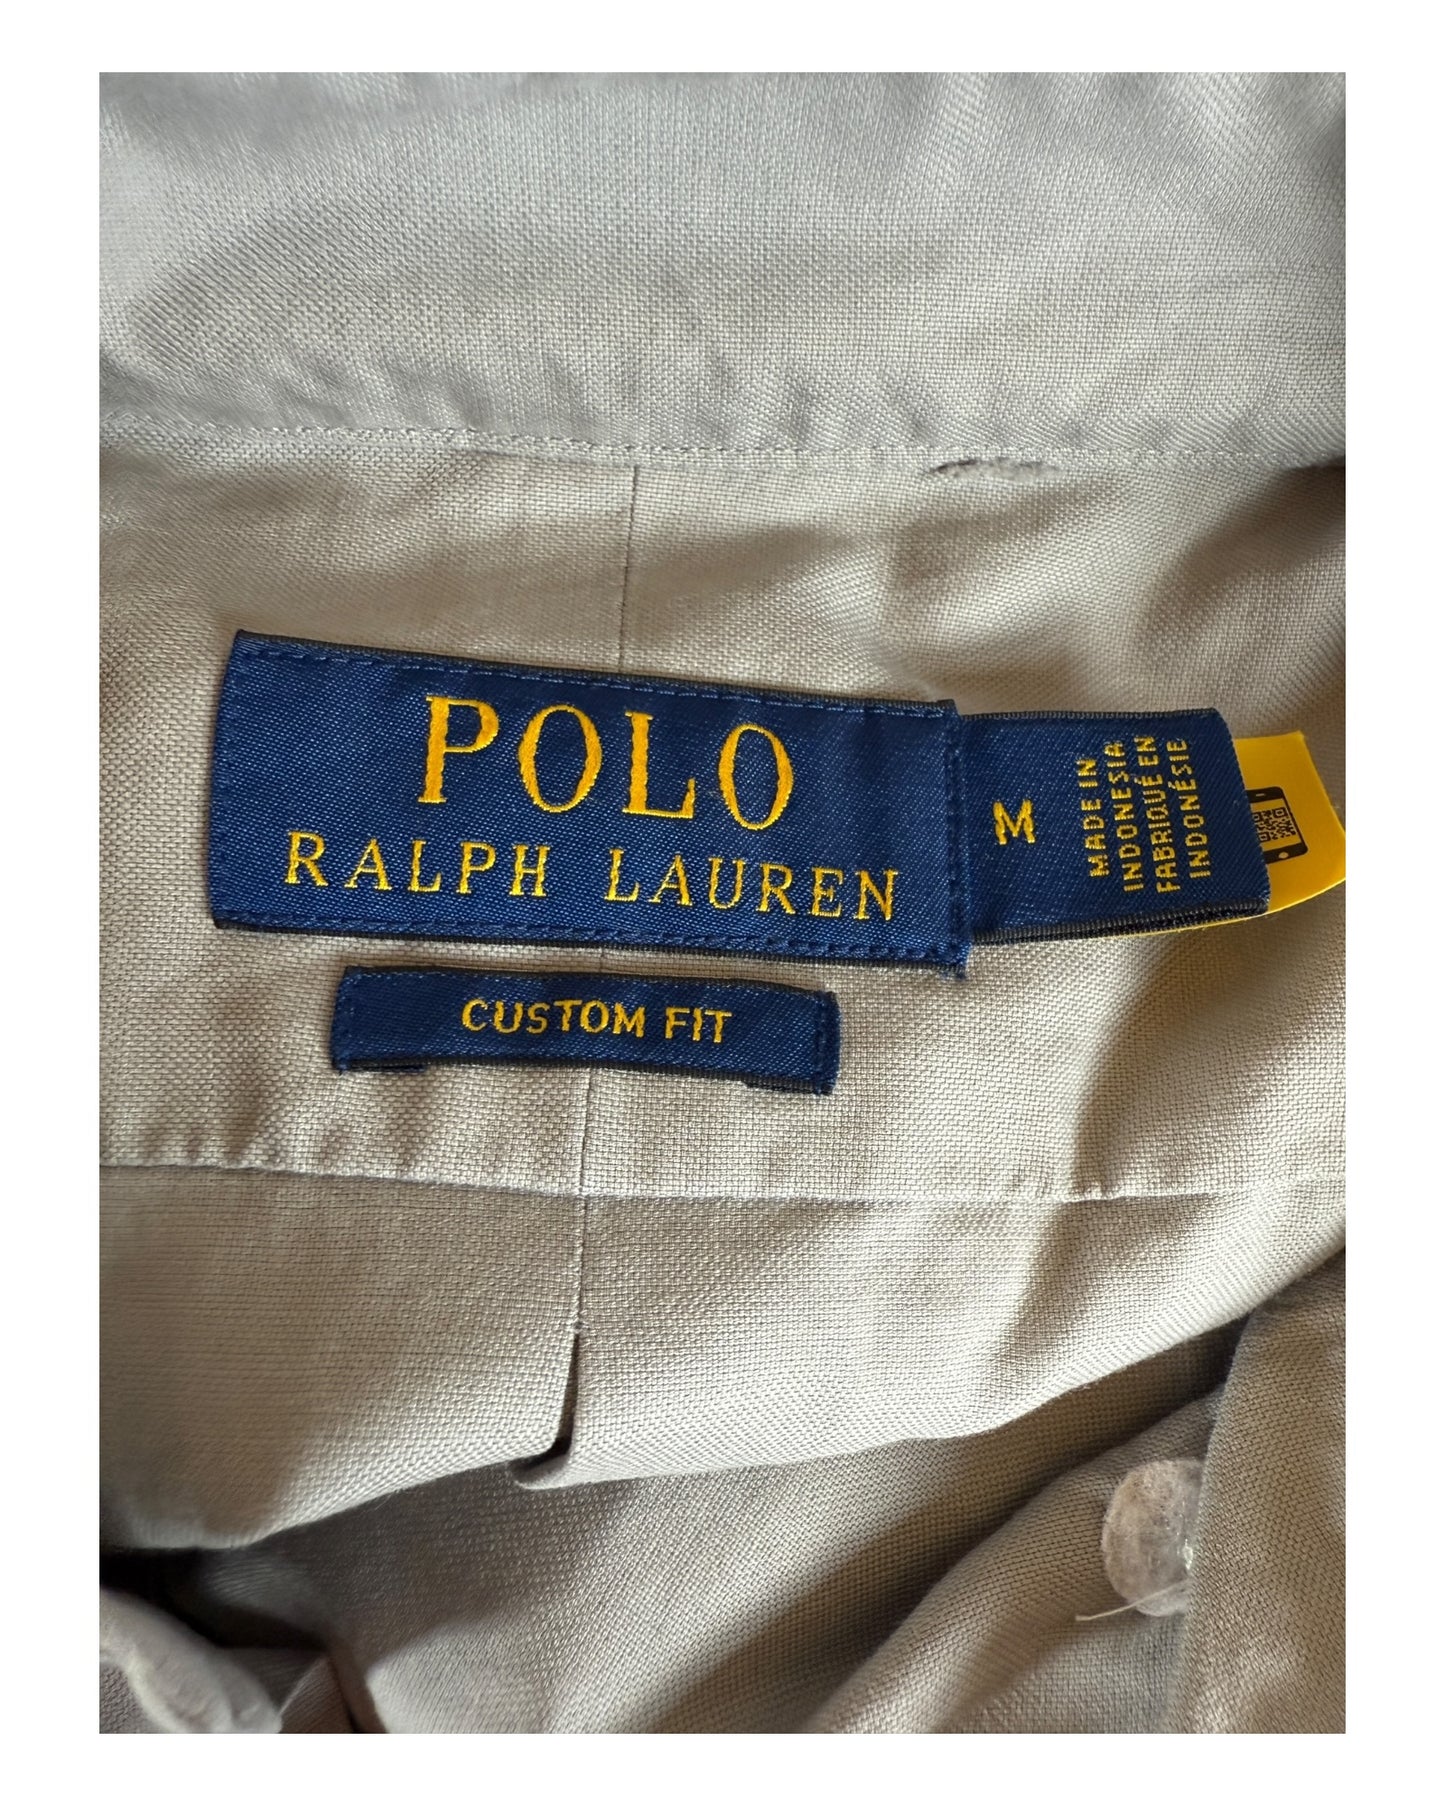 POLO
RALPH LAUREN
CUSTOM FIT
M
MADE IN
INDONESIA
FABRIQUÉ EN
INDONÉSIE